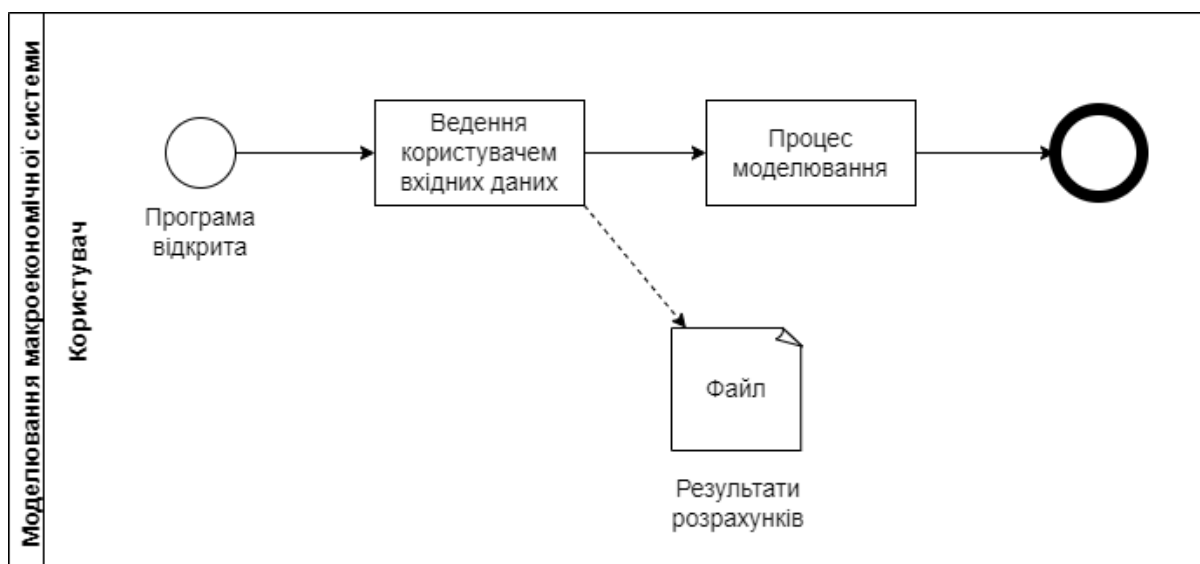 Моделювання макроекономічної системи
Користувач
Програма
відкрита
Ведення
користувачем
вхідних даних
Процес
моделювання
Файл
Результати
розрахунків